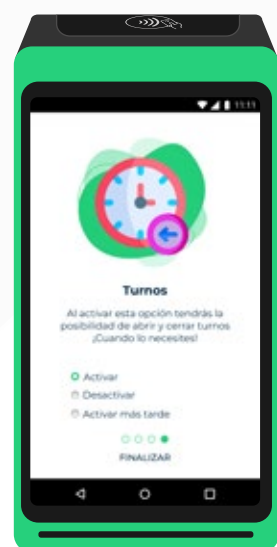 11:11
Turnos
Al activar esta opción tendrás la
posibilidad de abrir y cerrar turnos
¡Cuando lo necesites!
Activar
Desactivar
Activar más tarde
FINALIZAR